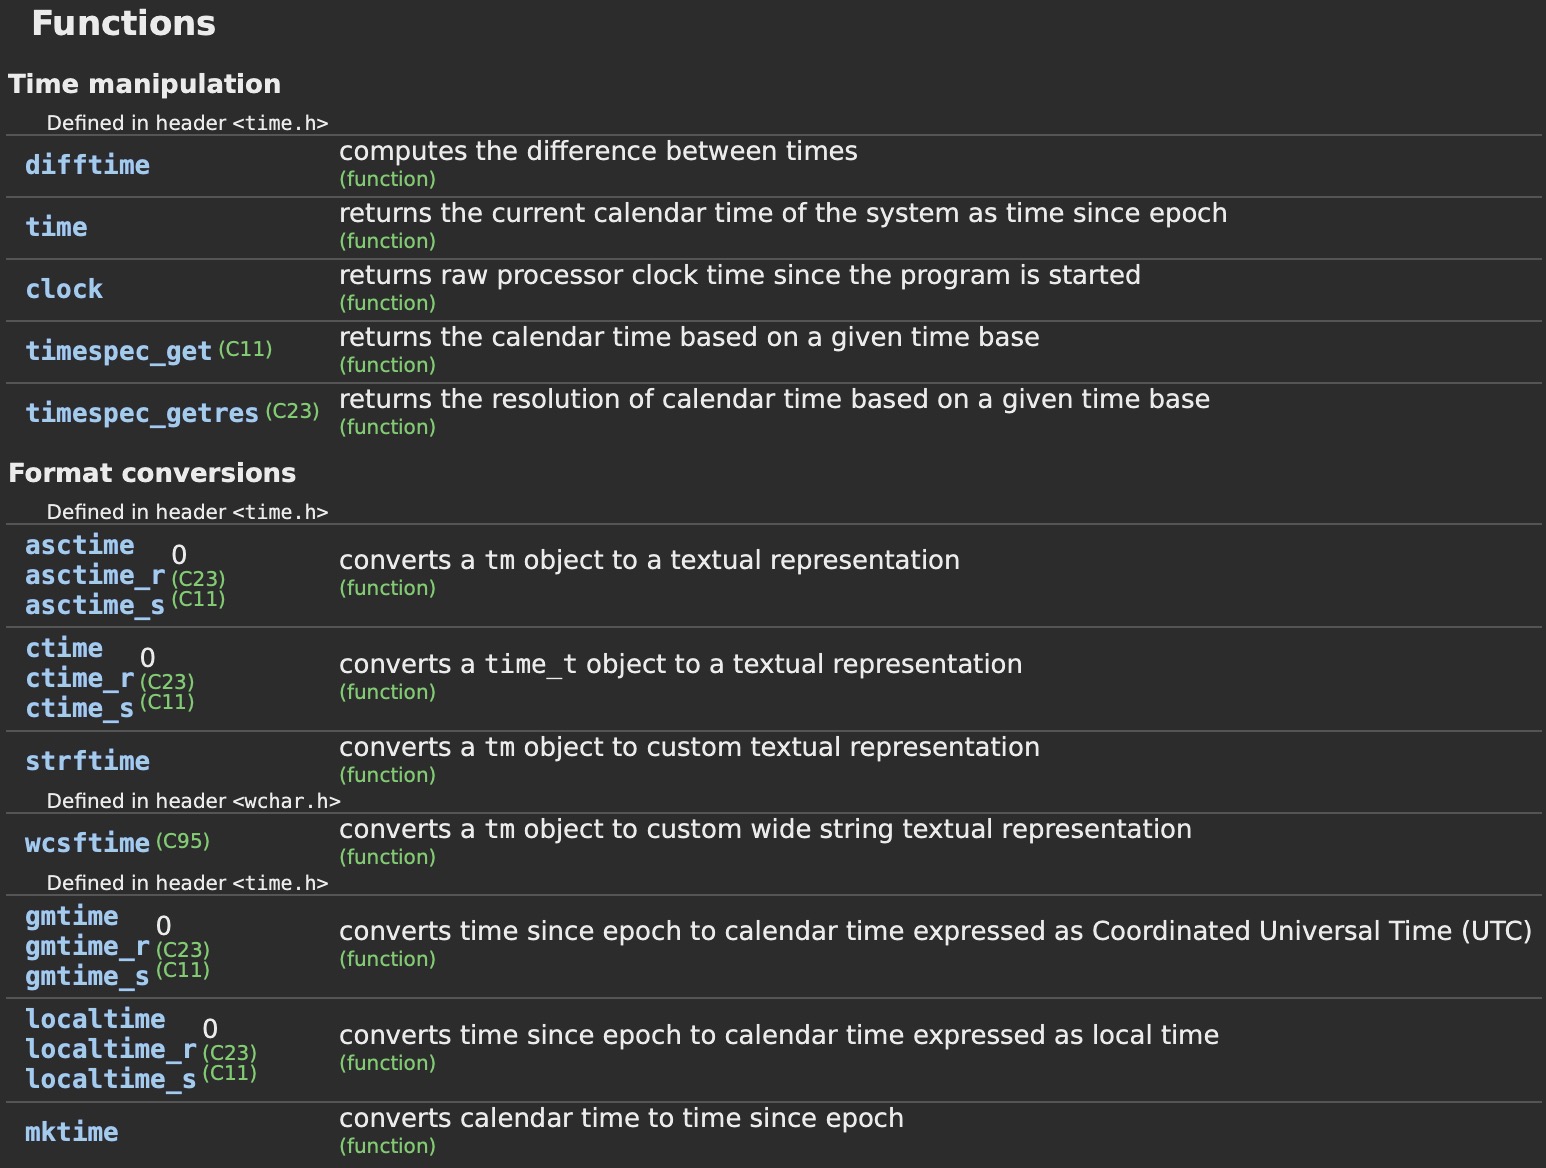 Functions
Time manipulation
Defined in header <time.h>
difftime computes the difference between times
(function)
time returns the current calendar time of the system as time since epoch
(function)
clock returns raw processor clock time since the program is started
(function)
timespec_get (C11) returns the calendar time based on a given time base
(function)
timespec_getres (C23) returns the resolution of calendar time based on a given time base
(function)
Format conversions
Defined in header <time.h>
asctime 0
asctime_r (C23)
asctime_s (C11)
converts a tm object to a textual representation
(function)
ctime 0
ctime_r (C23)
ctime_s (C11)
converts a time_t object to a textual representation
(function)
strftime converts a tm object to custom textual representation
(function)
Defined in header <wchar.h>
wcsftime (C95) converts a tm object to custom wide string textual representation
(function)
Defined in header <time.h>
gmtime 0
gmtime_r (C23)
gmtime_s (C11)
converts time since epoch to calendar time expressed as Coordinated Universal Time (UTC)
(function)
localtime 0
localtime_r (C23)
localtime_s (C11)
converts time since epoch to calendar time expressed as local time
(function)
mktime converts calendar time to time since epoch
(function)